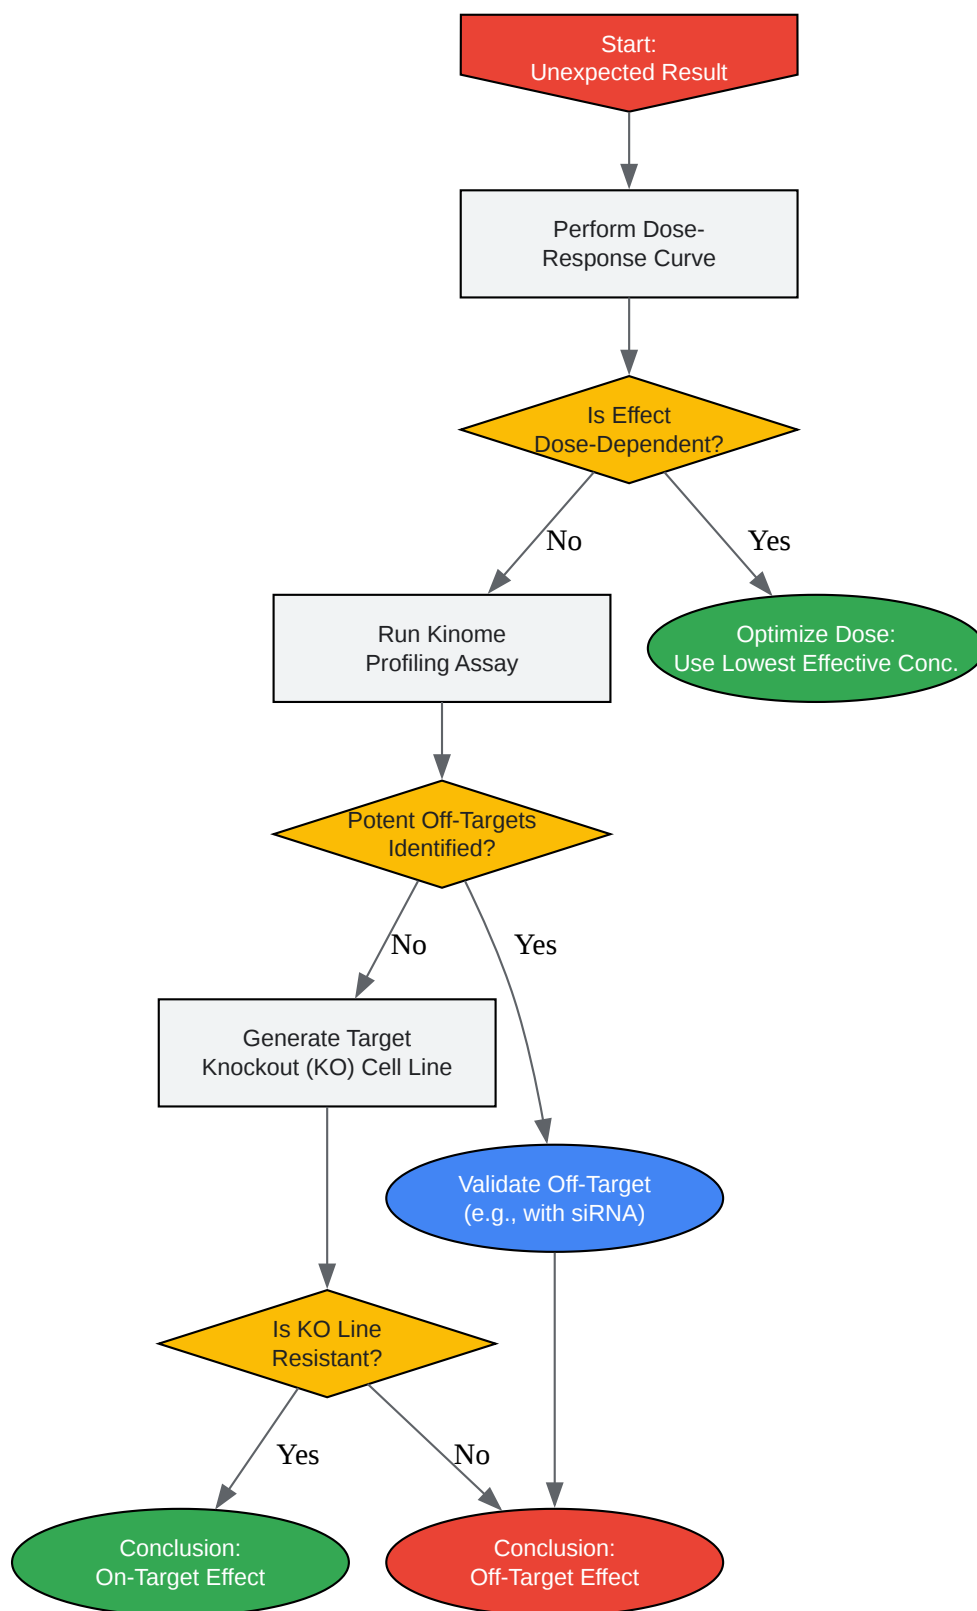 Start:
Unexpected Result
Perform Dose-
Response Curve
Is Effect
Dose-Dependent?
No
Yes
Run Kinome
Profiling Assay
Optimize Dose:
Use Lowest Effective Conc.
Potent Off-Targets
Identified?
No
Yes
Generate Target
Knockout (KO) Cell Line
Validate Off-Target
(e.g., with siRNA)
Is KO Line
Resistant?
Yes
No
Conclusion:
On-Target Effect
Conclusion:
Off-Target Effect